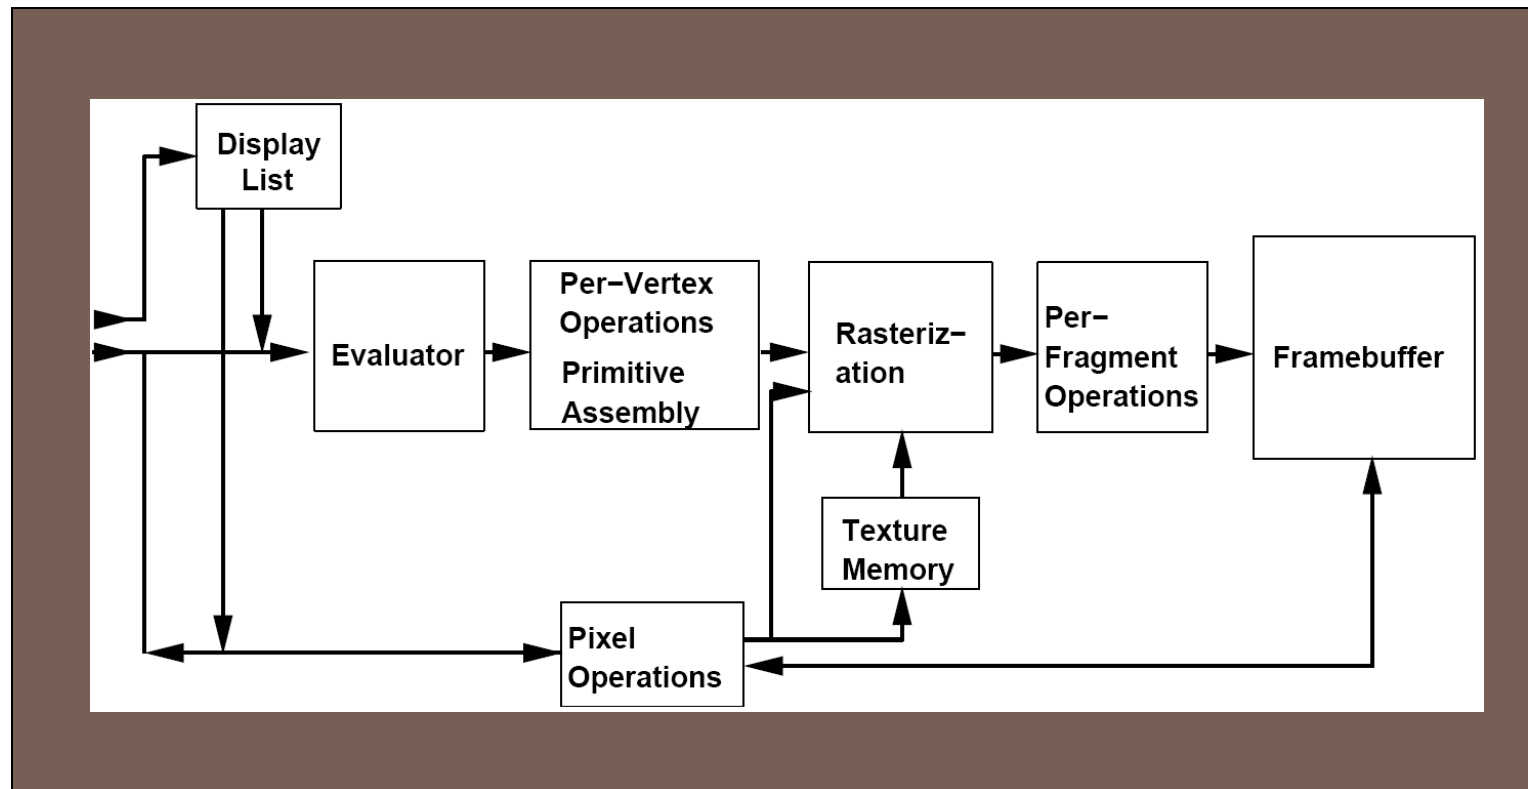 Display
List
Evaluator
Per−Vertex
Operations
Primitive
Assembly
Rasteriz−
ation
Per−
Fragment
Operations
Framebuffer
Texture
Memory
Pixel
Operations